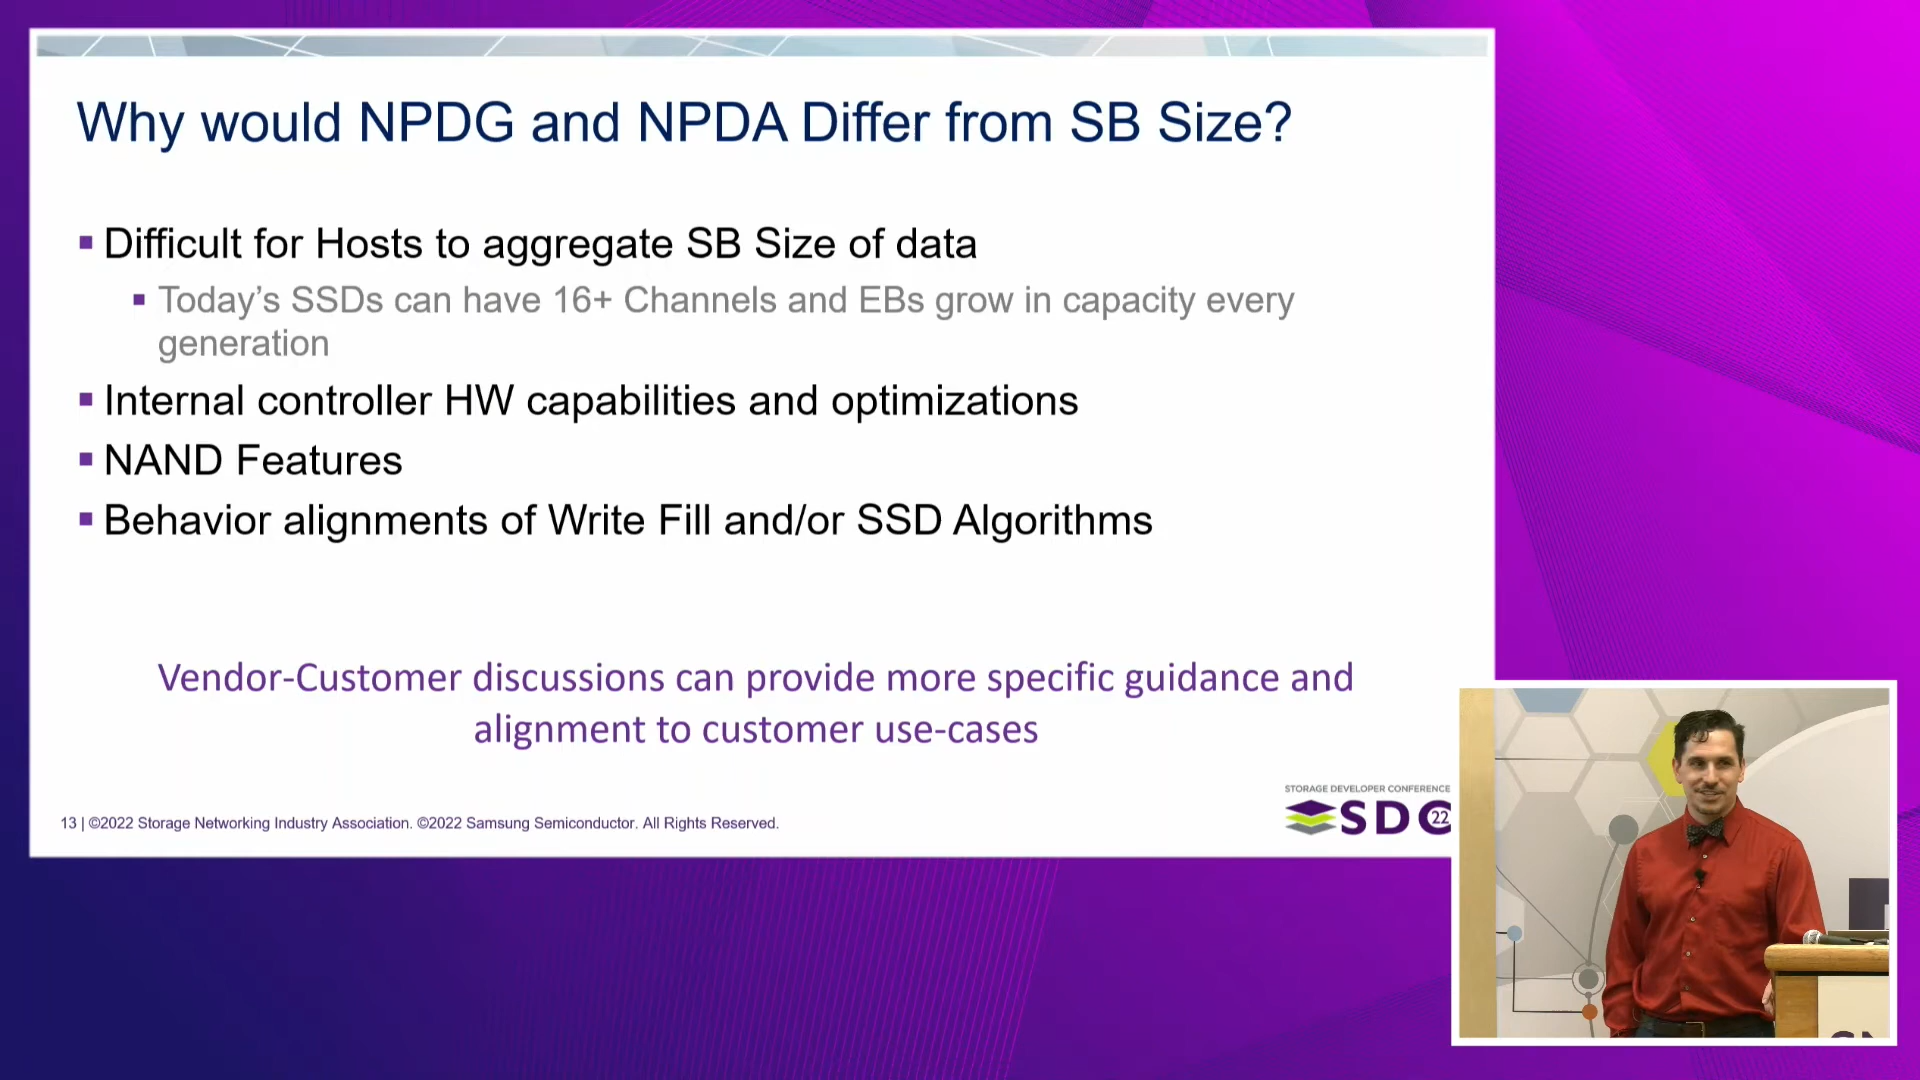 Why would NPDG and NPDA Differ from SB Size?
Difficult for Hosts to aggregate SB Size of data
Today’s SSDs can have 16+ Channels and EBs grow in capacity every
generation
Internal controller HW capabilities and optimizations
NAND Features
Behavior alignments of Write Fill and/or SSD Algorithms
Vendor-Customer discussions can provide more specific guidance and
alignment to customer use-cases
13 | ©2022 Storage Networking Industry Association. ©2022 Samsung Semiconductor. All Rights Reserved.
STORAGE DEVELOPER CONFERENCE
SDC 22